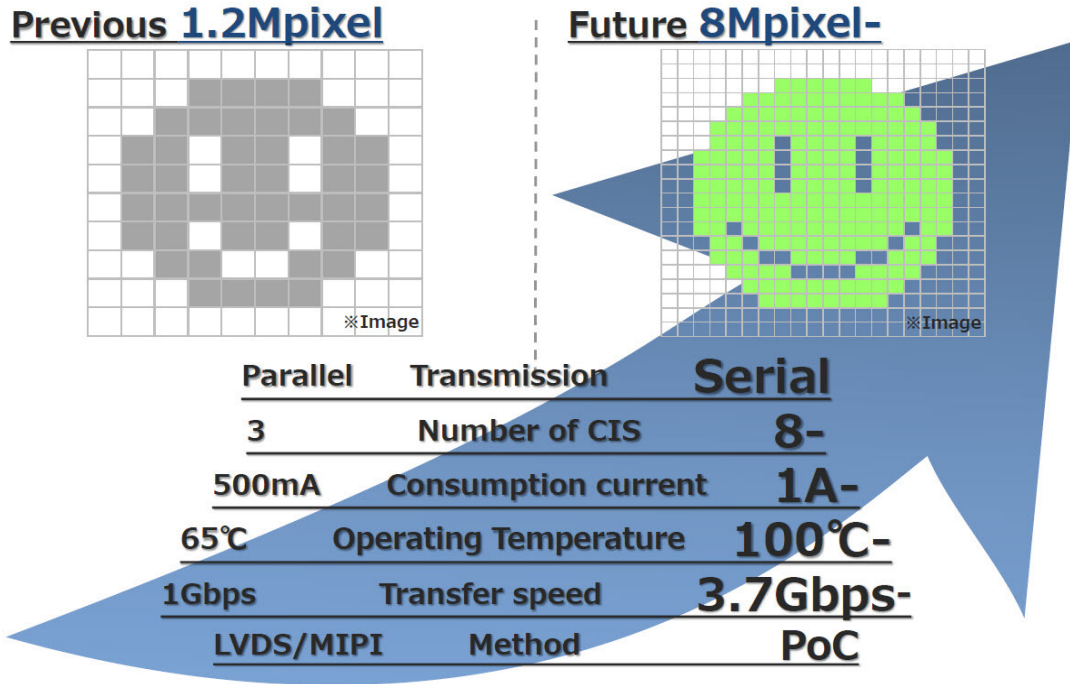 Previous 1.2Mpixel
Future 8Mpixel-
※Image
※Image
Parallel Transmission Serial
3 Number of CIS 8-
500mA Consumption current 1A-
65℃ Operating Temperature 100℃-
1Gbps Transfer speed 3.7Gbps-
LVDS/MIPI Method PoC